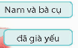 Nam và bà cụ
đã già yếu